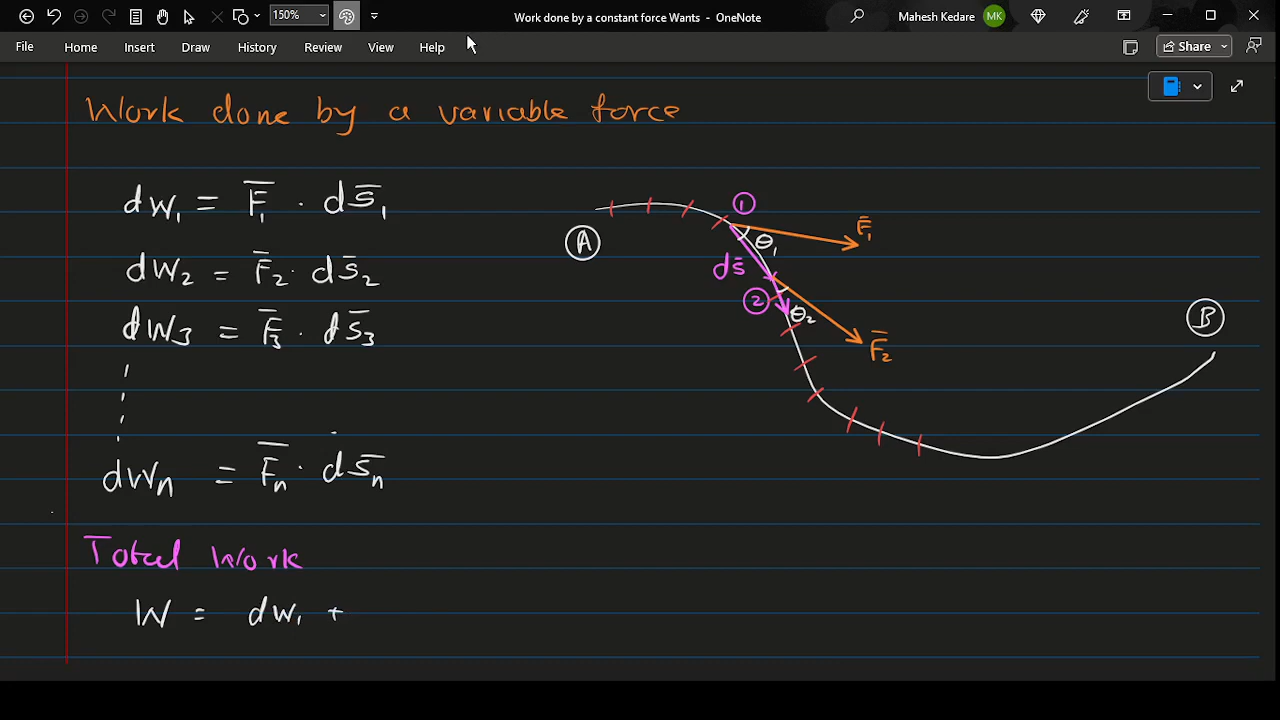 150%
Work done by a constant force Wants - OneNote
Mahesh Kedare
MK
File Home Insert Draw History Review View Help
Share
Work done by a variable force
dW₁ = F̅₁ · dS̅₁
dW₂ = F̅₂ · dS̅₂
dW₃ = F̅₃ · dS̅₃
dWₙ = F̅ₙ · dS̅ₙ
Total Work
W = dW₁ +
A
①
θ₁
F̅₁
dS̅
②
θ₂
F̅₂
B